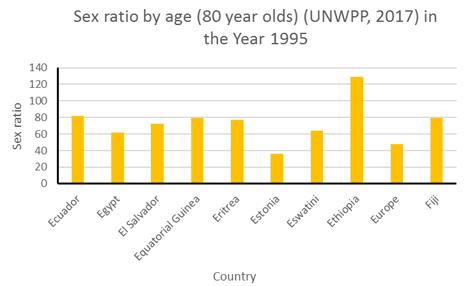 Sex ratio by age (80 year olds) (UNWPP, 2017) in
the Year 1995
140
120
100
80
60
40
20
0
Sex ratio
Ecuador
Egypt
El Salvador
Equatorial Guinea
Eritrea
Estonia
Eswatini
Ethiopia
Europe
Fiji
Country